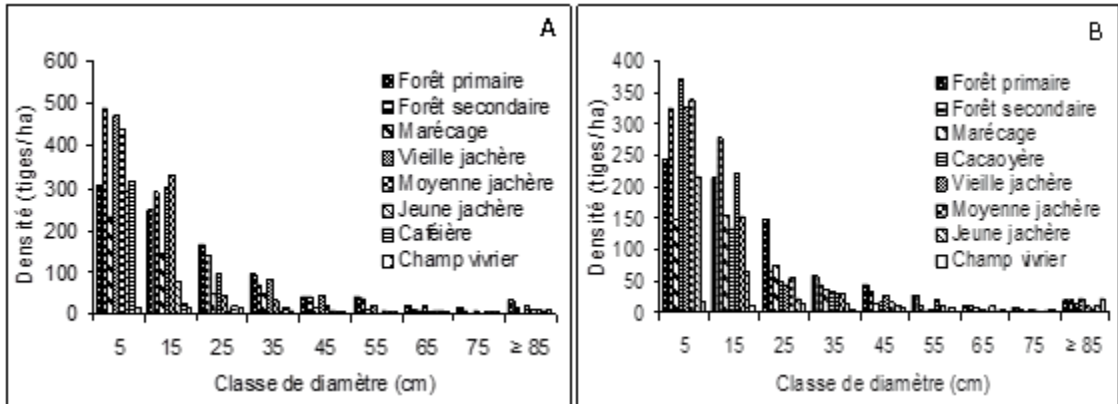 A
Densité (tiges/ha)
600
500
400
300
200
100
0
5 15 25 35 45 55 65 75 ≥ 85
Classe de diamètre (cm)
Forêt primaire
Forêt secondaire
Marécage
Vieille jachère
Moyenne jachère
Jeune jachère
Caféière
Champ vivrier
B
Densité (tiges/ha)
400
350
300
250
200
150
100
50
0
5 15 25 35 45 55 65 75 ≥ 85
Classe de diamètre (cm)
Forêt primaire
Forêt secondaire
Marécage
Cacaoyère
Vieille jachère
Moyenne jachère
Jeune jachère
Champ vivrier